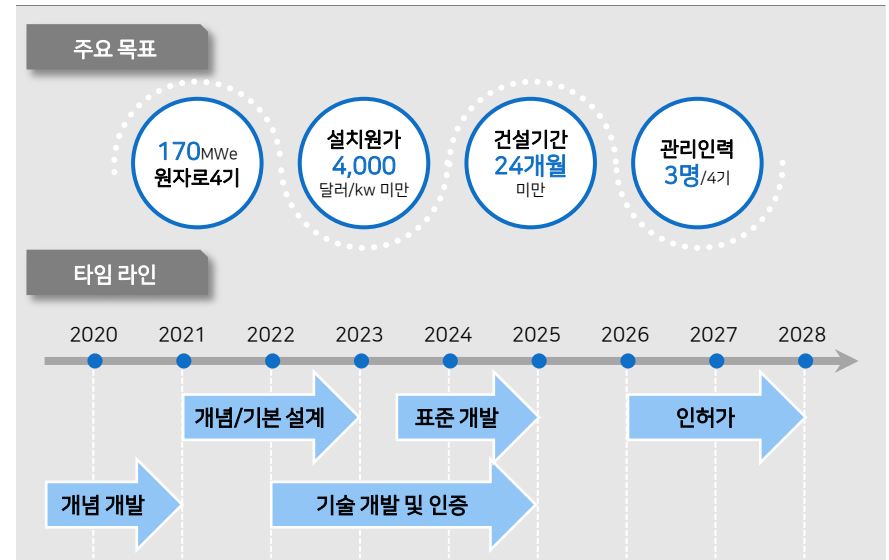 주요 목표
170MWe
원자로4기
설치원가
4,000
달러/kw 미만
건설기간
24개월
미만
관리인력
3명/4기
타임 라인
2020 2021 2022 2023 2024 2025 2026 2027 2028
개념/기본 설계 표준 개발 인허가
개념 개발 기술 개발 및 인증